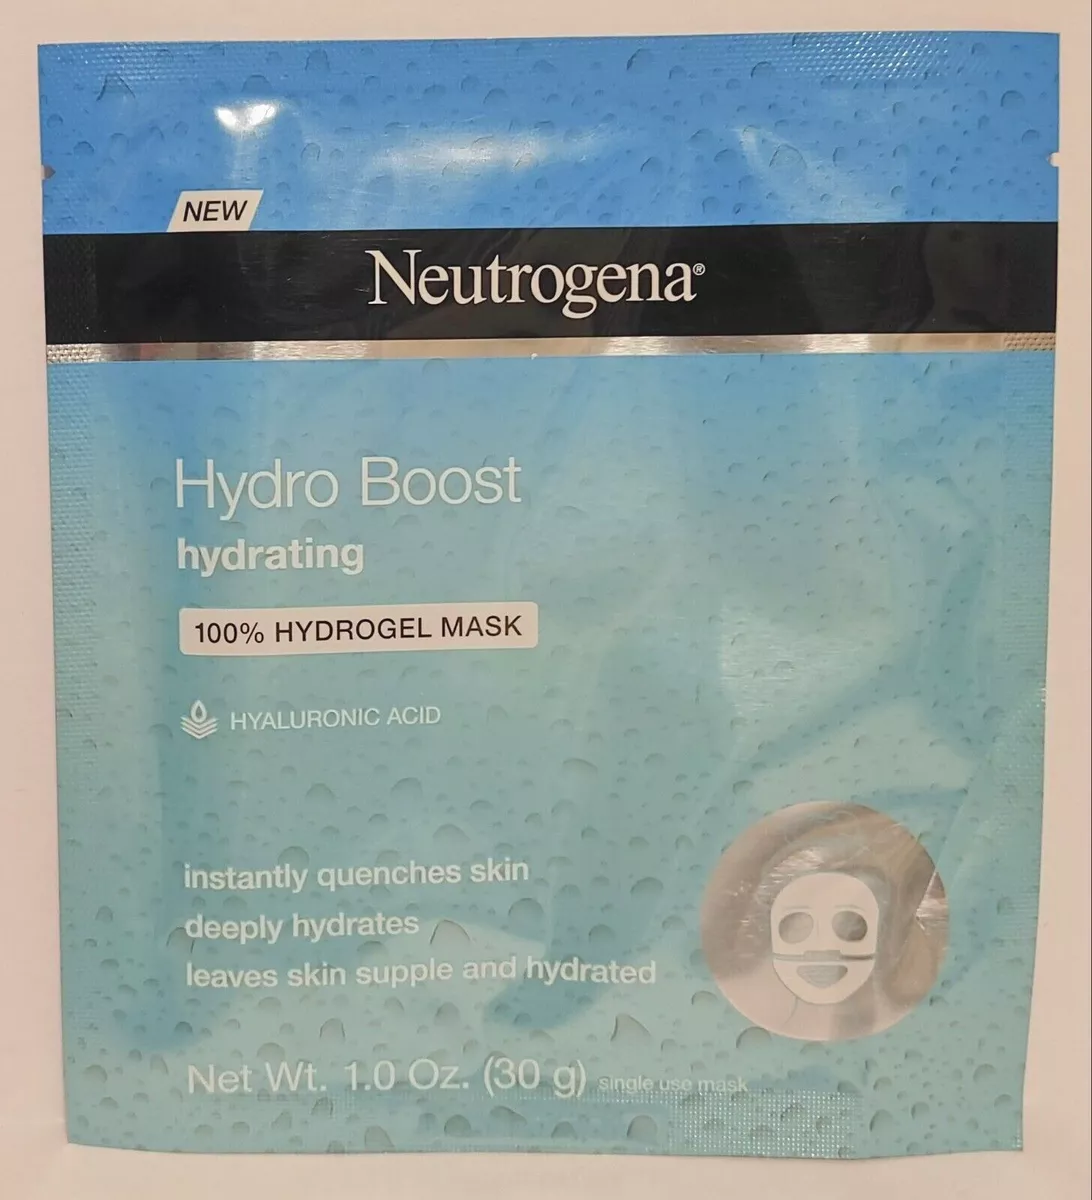 NEW
Neutrogena®
Hydro Boost
hydrating
100% HYDROGEL MASK
HYALURONIC ACID
instantly quenches skin
deeply hydrates
leaves skin supple and hydrated
Net Wt. 1.0 Oz. (30 g) single use mask